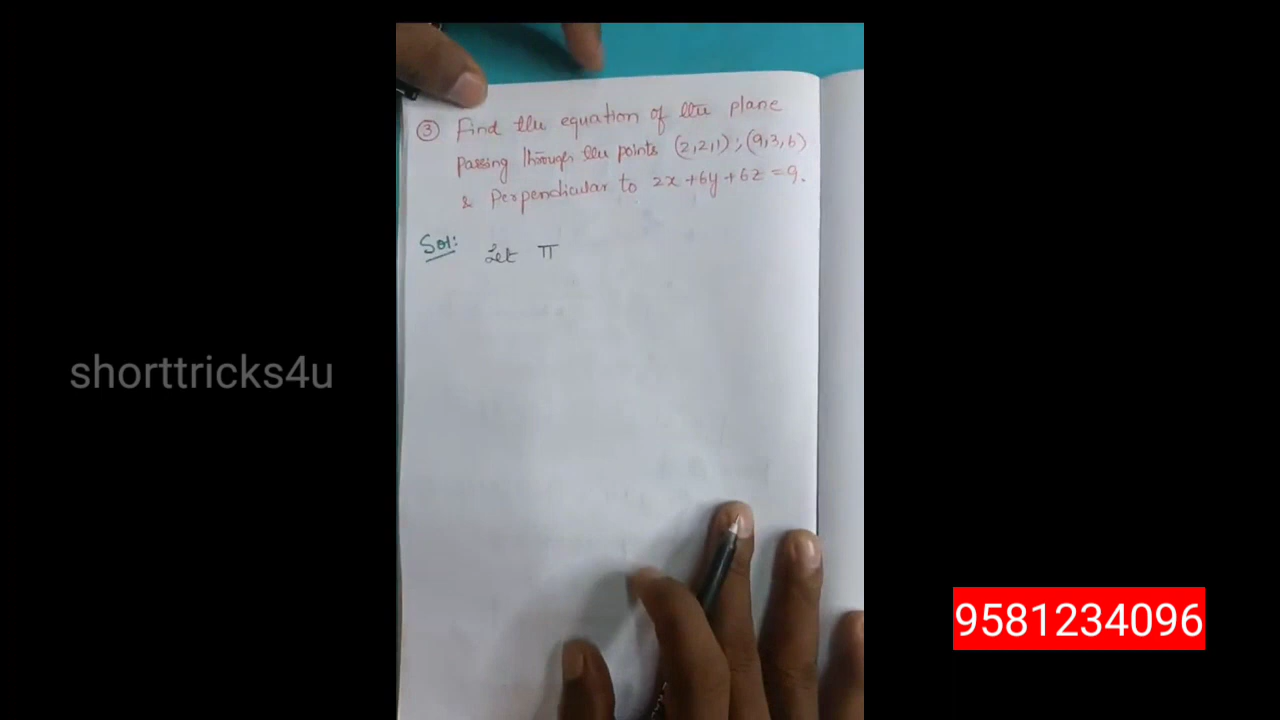 ③ Find the equation of the plane
passing through the points (2,2,1); (9,3,6)
& Perpendicular to 2x+6y+6z=9.
Sol: Let π
shorttricks4u
9581234096